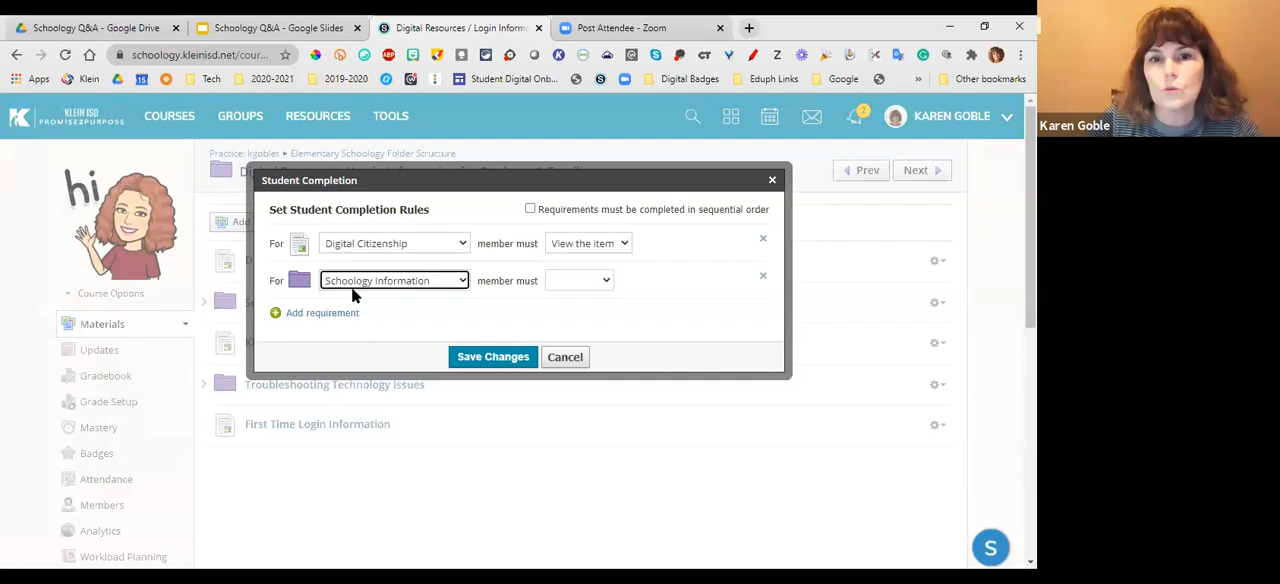 Schoology Q&A - Google Drive
Schoology Q&A - Google Slides
Digital Resources / Login Inform
Post Attendee - Zoom
schoology.kleinisd.net/cour...
Apps
Klein
Tech
2020-2021
2019-2020
Student Digital Onb...
Digital Badges
Eduph Links
Google
Other bookmarks
KLEIN ISD
PROMISE2PURPOSE
COURSES
GROUPS
RESOURCES
TOOLS
2
KAREN GOBLE
Karen Goble
hi
Course Options
Materials
Updates
Gradebook
Grade Setup
Mastery
Badges
Attendance
Members
Analytics
Workload Planning
Practice: kgoblet ▸ Elementary Schoology Folder Structure
Prev
Next
Add
Student Completion
Set Student Completion Rules
Requirements must be completed in sequential order
For Digital Citizenship member must View the item
For Schoology Information member must
Add requirement
Save Changes
Cancel
Troubleshooting Technology Issues
First Time Login Information
S